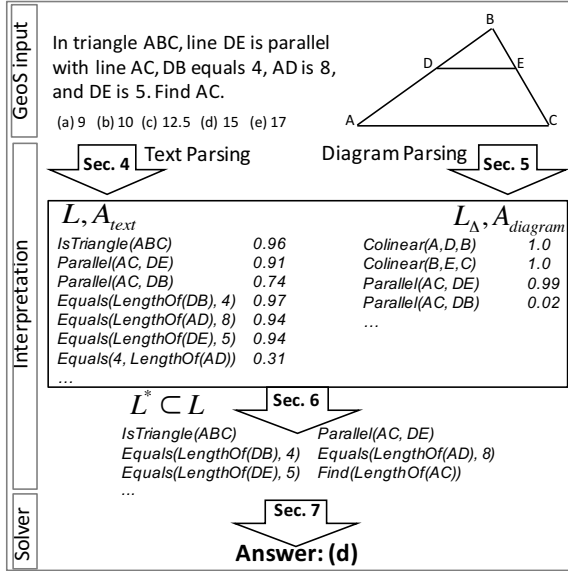 GeoS input
In triangle ABC, line DE is parallel
with line AC, DB equals 4, AD is 8,
and DE is 5. Find AC.
(a) 9 (b) 10 (c) 12.5 (d) 15 (e) 17
B
D
E
A
C
Interpretation
Sec. 4
Text Parsing
Diagram Parsing
Sec. 5
L, A_text
IsTriangle(ABC) 0.96
Parallel(AC, DE) 0.91
Parallel(AC, DB) 0.74
Equals(LengthOf(DB), 4) 0.97
Equals(LengthOf(AD), 8) 0.94
Equals(LengthOf(DE), 5) 0.94
Equals(4, LengthOf(AD)) 0.31
…
L_Δ, A_diagram
Colinear(A,D,B) 1.0
Colinear(B,E,C) 1.0
Parallel(AC, DE) 0.99
Parallel(AC, DB) 0.02
…
L* ⊂ L
Sec. 6
IsTriangle(ABC) Parallel(AC, DE)
Equals(LengthOf(DB), 4) Equals(LengthOf(AD), 8)
Equals(LengthOf(DE), 5) Find(LengthOf(AC))
…
Solver
Sec. 7
Answer: (d)